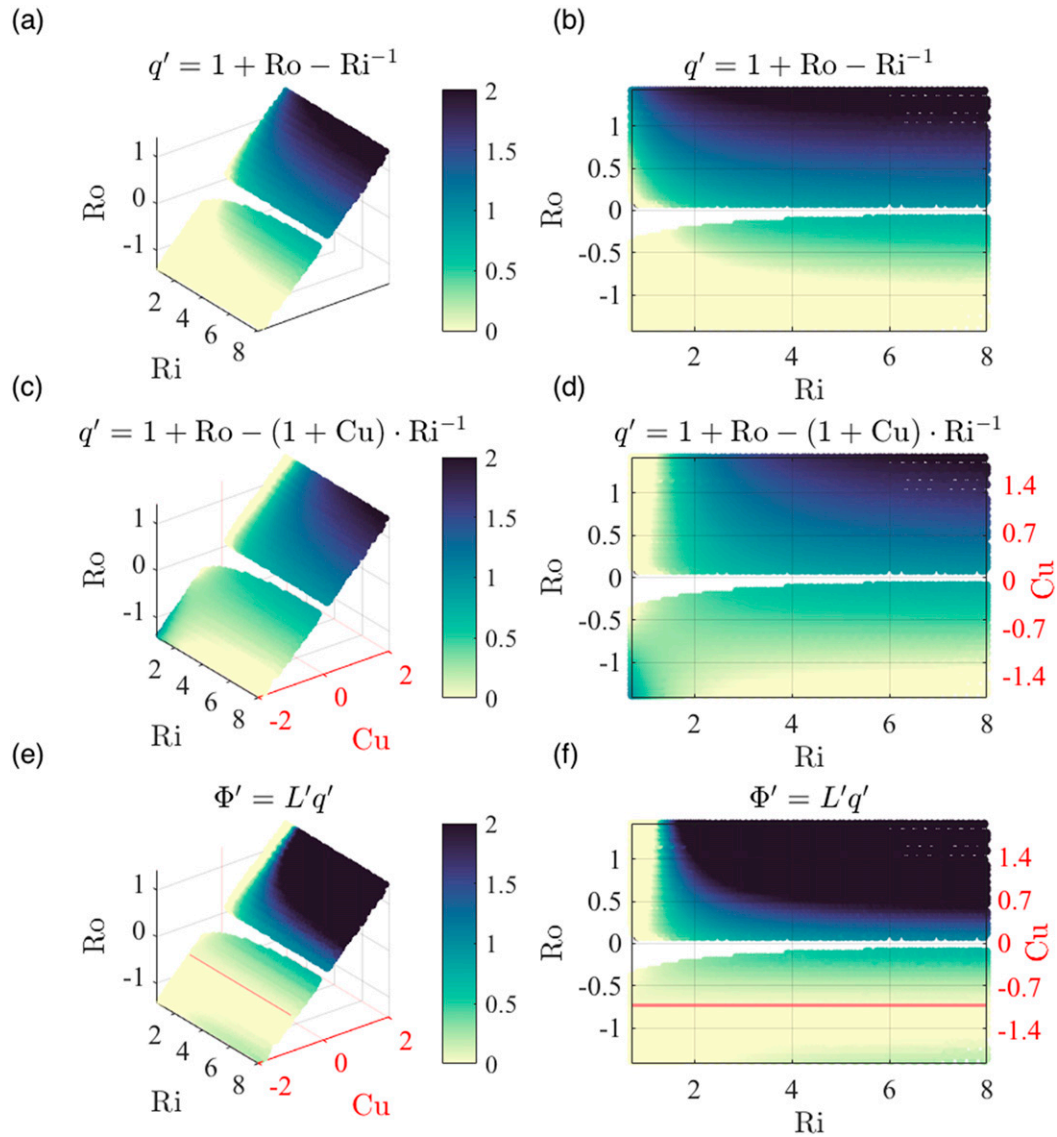 (a)
q′ = 1 + Ro − Ri⁻¹
Ro
1
0
-1
2
4
6
8
Ri
2
1.5
1
0.5
0
(b)
q′ = 1 + Ro − Ri⁻¹
Ro
1
0.5
0
-0.5
-1
2
4
6
8
Ri
(c)
q′ = 1 + Ro − (1 + Cu) · Ri⁻¹
Ro
1
0
-1
2
4
6
8
Ri
-2
0
2
Cu
2
1.5
1
0.5
0
(d)
q′ = 1 + Ro − (1 + Cu) · Ri⁻¹
Ro
1
0.5
0
-0.5
-1
2
4
6
8
Ri
1.4
0.7
0
-0.7
-1.4
Cu
(e)
Φ′ = L′q′
Ro
1
0
-1
2
4
6
8
Ri
-2
0
2
Cu
2
1.5
1
0.5
0
(f)
Φ′ = L′q′
Ro
1
0.5
0
-0.5
-1
2
4
6
8
Ri
1.4
0.7
0
-0.7
-1.4
Cu